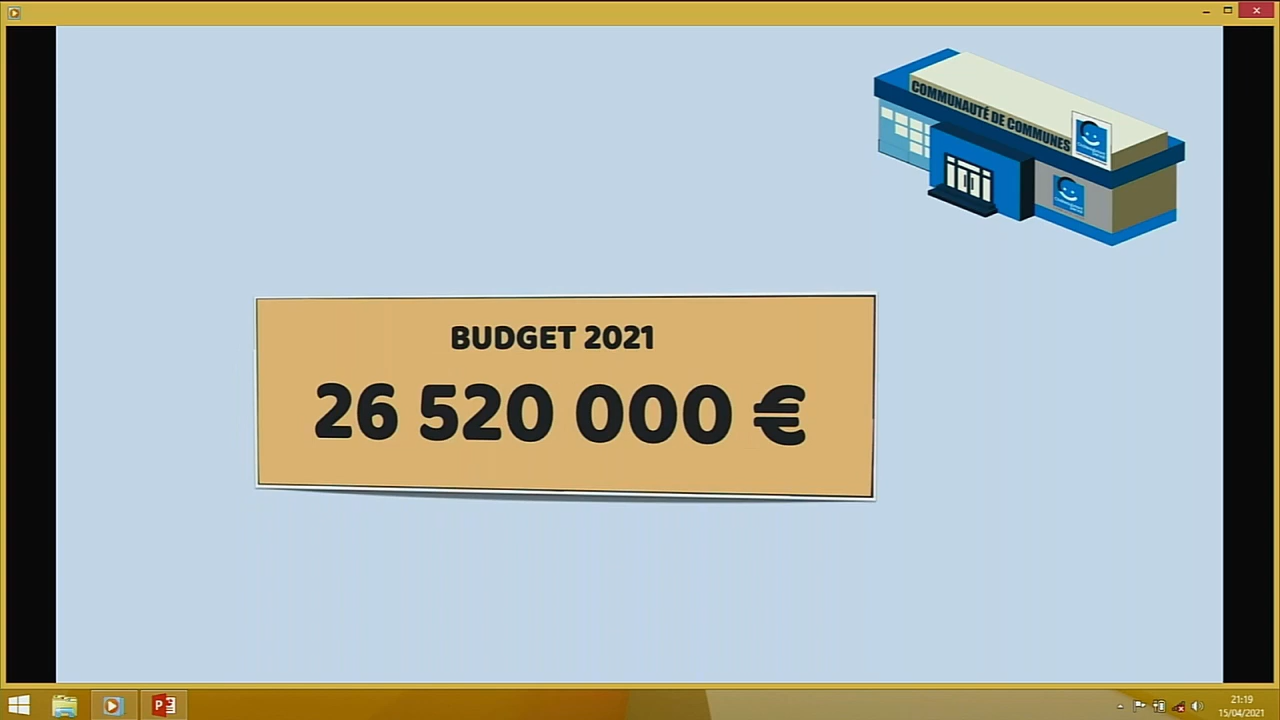 COMMUNAUTÉ DE COMMUNES
BUDGET 2021
26 520 000 €
21:19
15/04/2021